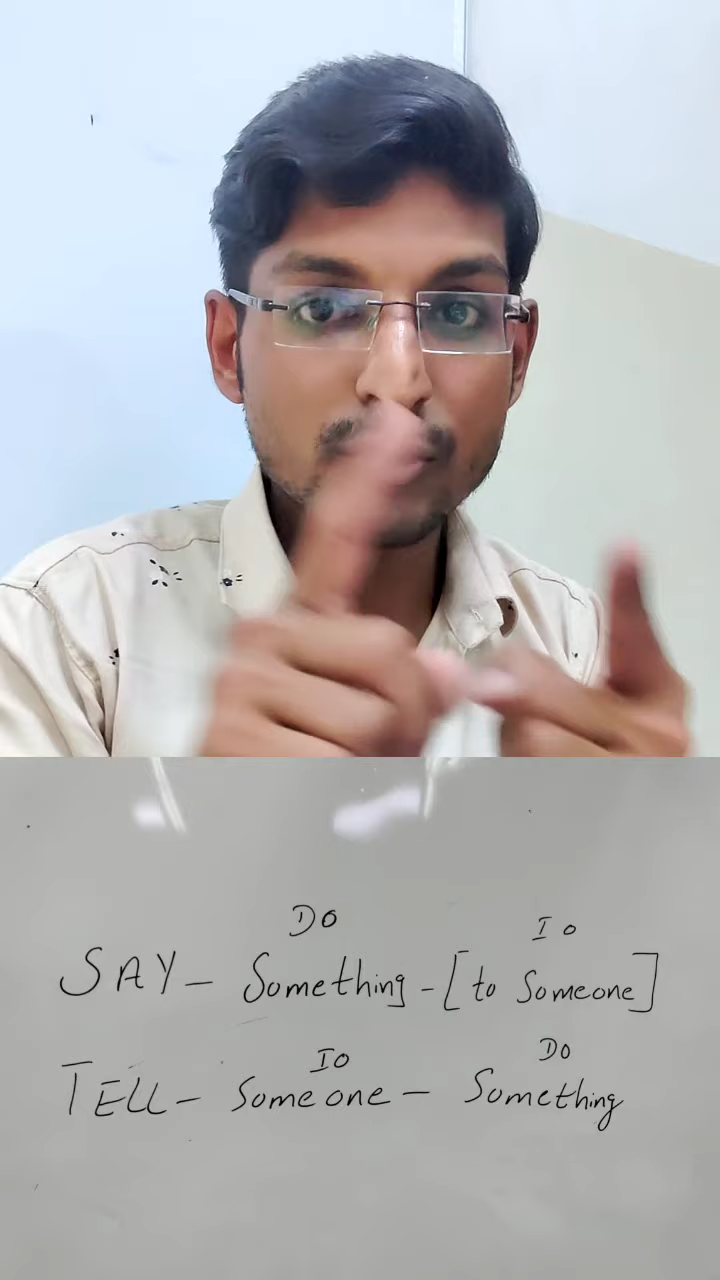 DO IO
SAY - Something - [to Someone]
IO DO
TELL - Someone - Something